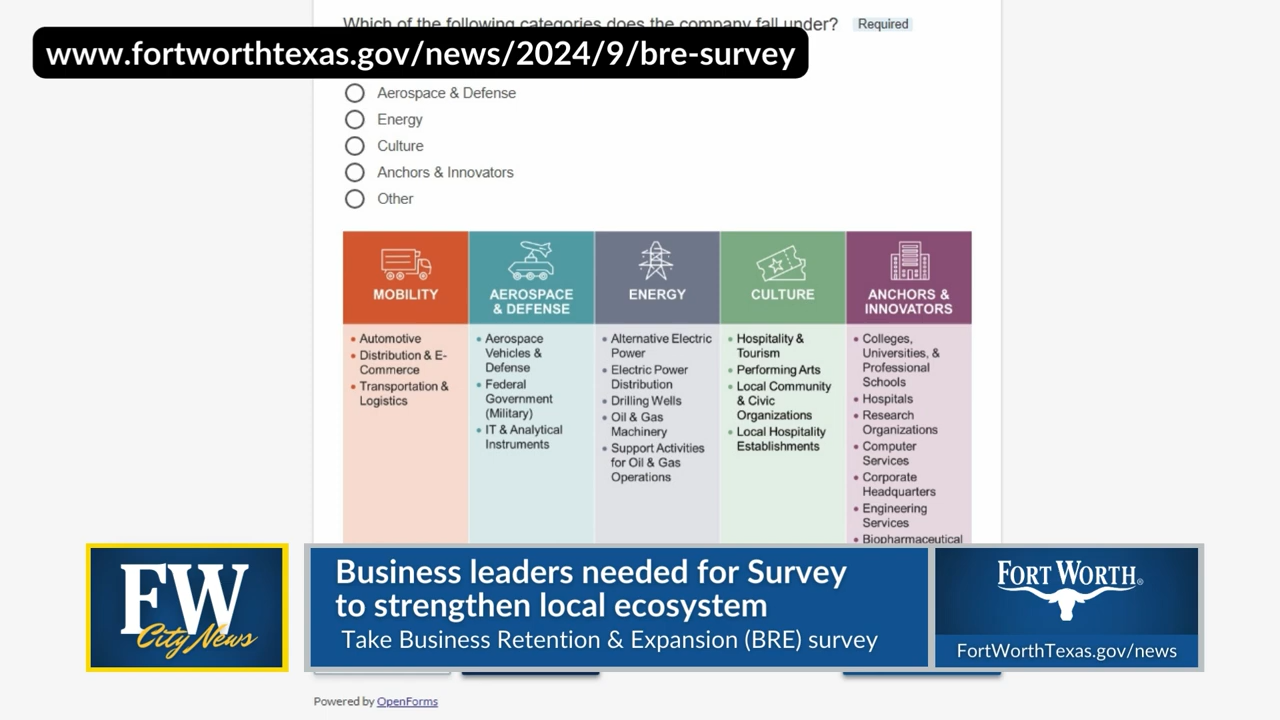 Which of the following categories does the company fall under? Required
www.fortworthtexas.gov/news/2024/9/bre-survey
Aerospace & Defense
Energy
Culture
Anchors & Innovators
Other
MOBILITY
• Automotive
• Distribution & E-
Commerce
• Transportation &
Logistics
AEROSPACE
& DEFENSE
• Aerospace
Vehicles &
Defense
• Federal
Government
(Military)
• IT & Analytical
Instruments
ENERGY
• Alternative Electric
Power
• Electric Power
Distribution
• Drilling Wells
• Oil & Gas
Machinery
• Support Activities
for Oil & Gas
Operations
CULTURE
• Hospitality &
Tourism
• Performing Arts
• Local Community
& Civic
Organizations
• Local Hospitality
Establishments
ANCHORS &
INNOVATORS
• Colleges,
Universities, &
Professional
Schools
• Hospitals
• Research
Organizations
• Computer
Services
• Corporate
Headquarters
• Engineering
Services
• Biopharmaceutical
FW
City News
Business leaders needed for Survey
to strengthen local ecosystem
Take Business Retention & Expansion (BRE) survey
FORT WORTH®
FortWorthTexas.gov/news
Powered by OpenForms